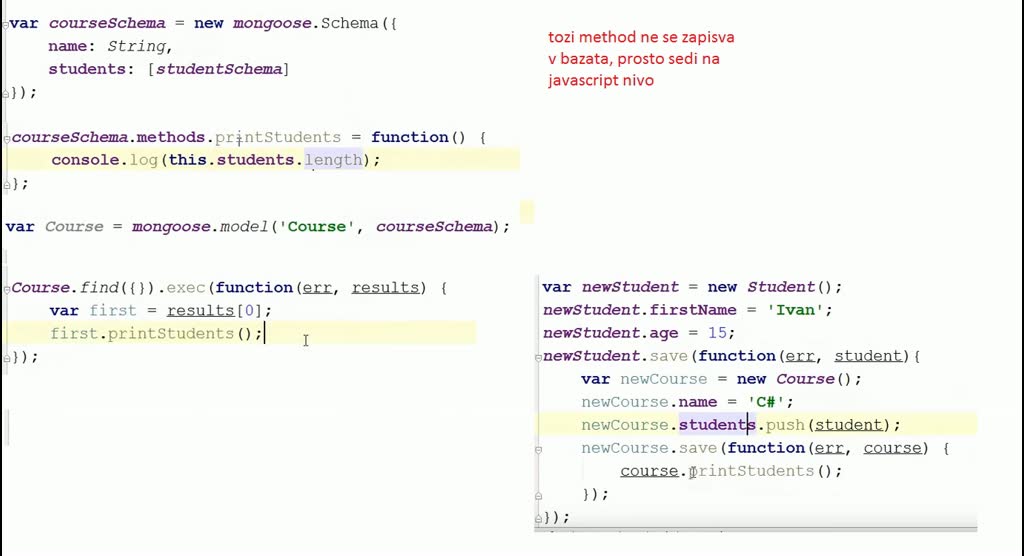 var courseSchema = new mongoose.Schema({
    name: String,
    students: [studentSchema]
});
courseSchema.methods.printStudents = function() {
    console.log(this.students.length);
};
var Course = mongoose.model('Course', courseSchema);
Course.find({}).exec(function(err, results) {
    var first = results[0];
    first.printStudents();
});
tozi method ne se zapisva
v bazata, prosto sedi na
javascript nivo
var newStudent = new Student();
newStudent.firstName = 'Ivan';
newStudent.age = 15;
newStudent.save(function(err, student){
    var newCourse = new Course();
    newCourse.name = 'C#';
    newCourse.students.push(student);
    newCourse.save(function(err, course) {
        course.printStudents();
    });
});